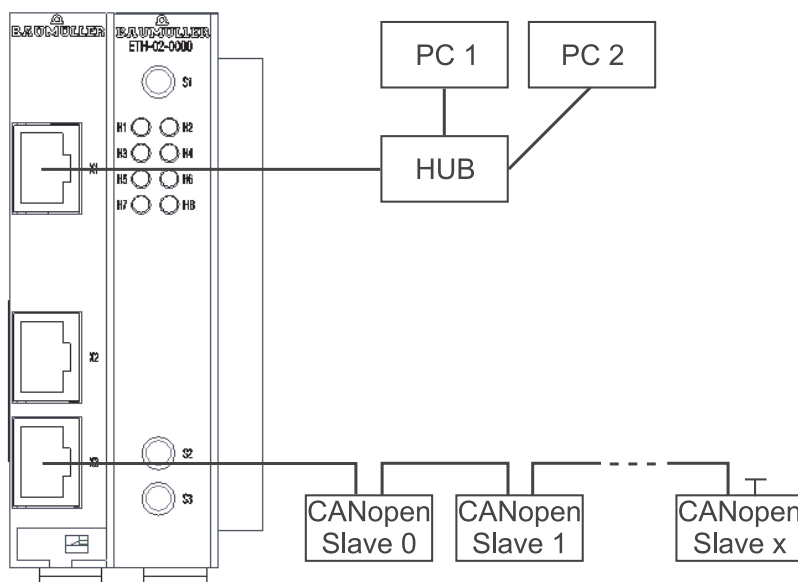 BAUMÜLLER
BAUMÜLLER
ETH-02-0000
S1
H1 H2
H3 H4
H5 H6
H7 H8
X1
X2
X3
S2
S3
PC 1
PC 2
HUB
CANopen
Slave 0
CANopen
Slave 1
CANopen
Slave x